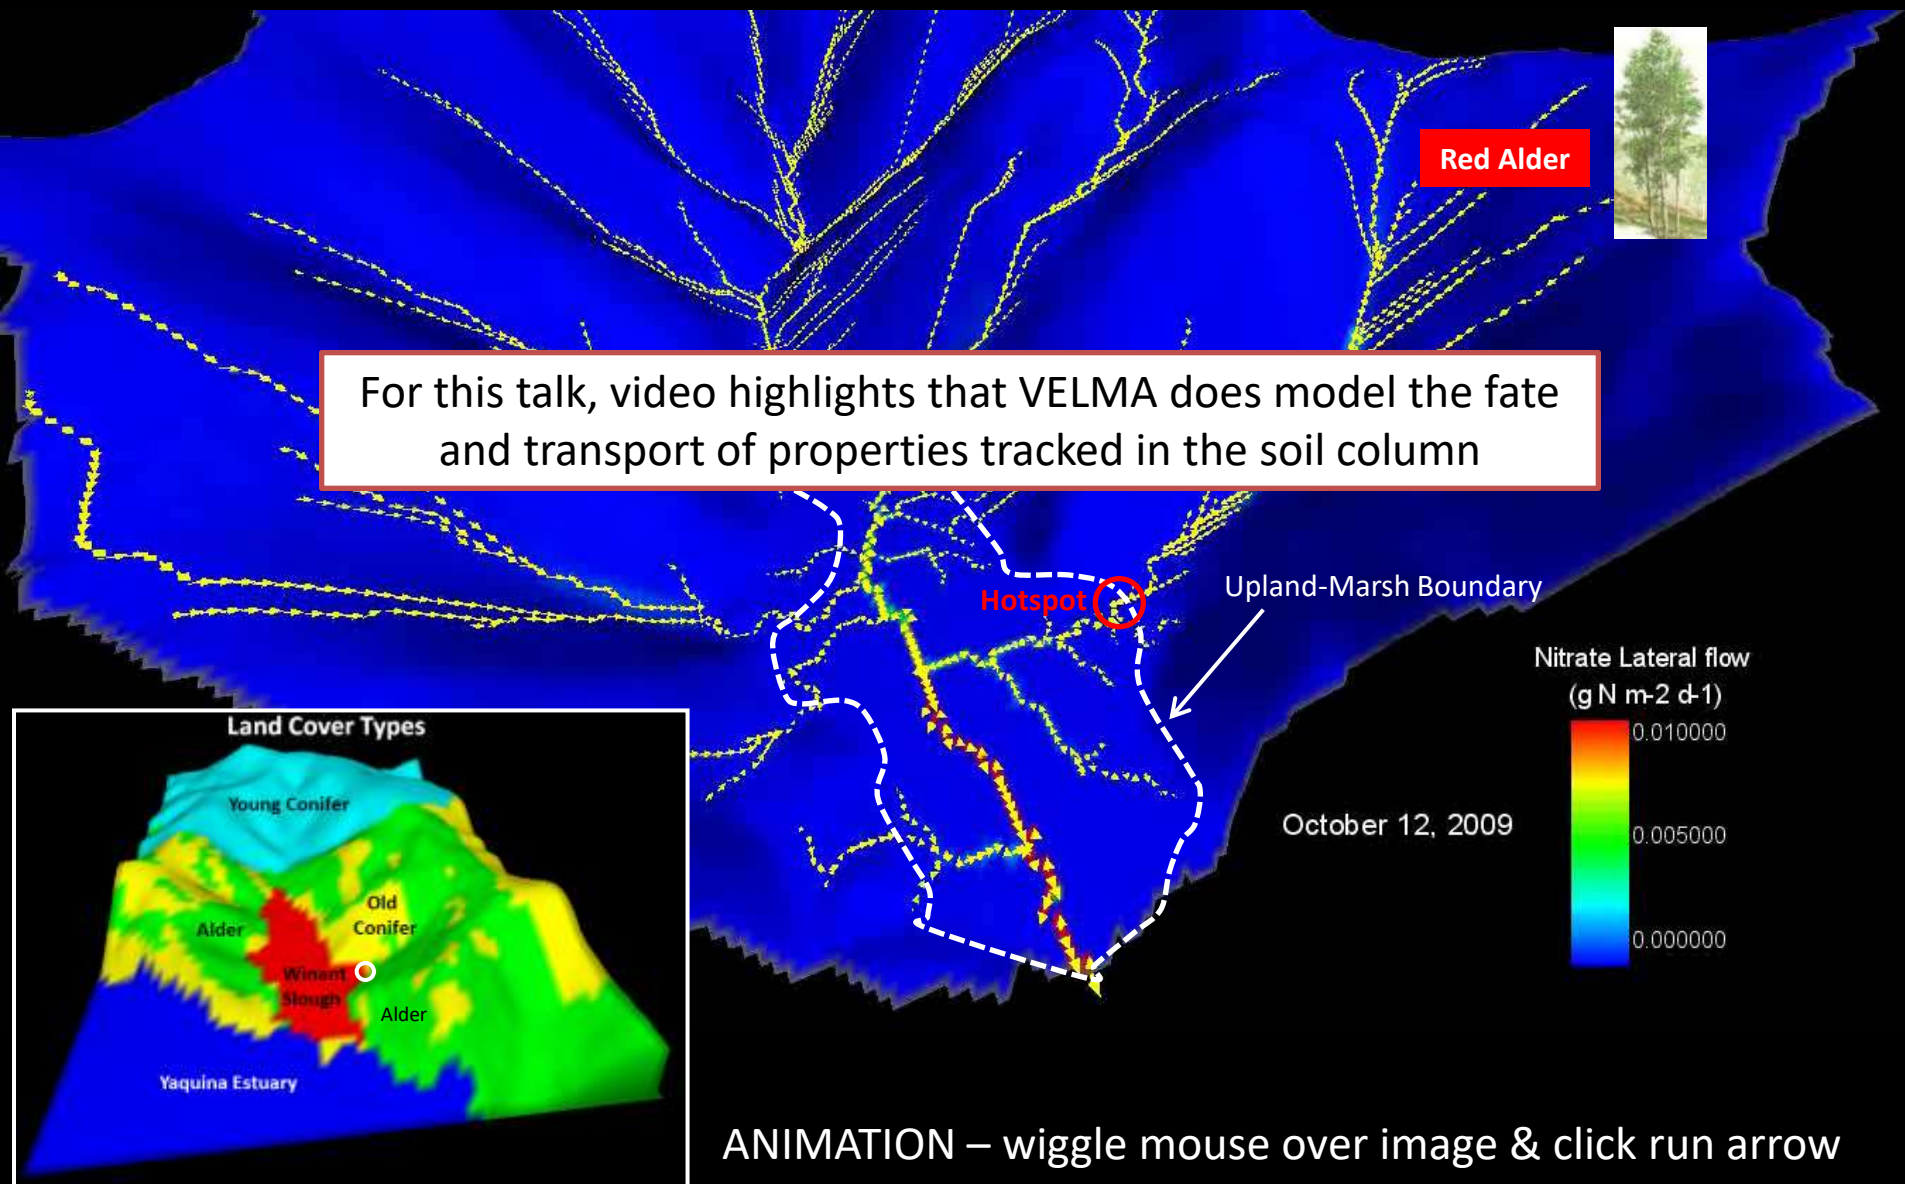 Red Alder
For this talk, video highlights that VELMA does model the fate
and transport of properties tracked in the soil column
Hotspot
Upland-Marsh Boundary
Nitrate Lateral flow
(g N m-2 d-1)
0.010000
0.005000
0.000000
October 12, 2009
Land Cover Types
Young Conifer
Old
Conifer
Alder
Winant
Slough
Alder
Yaquina Estuary
ANIMATION – wiggle mouse over image & click run arrow